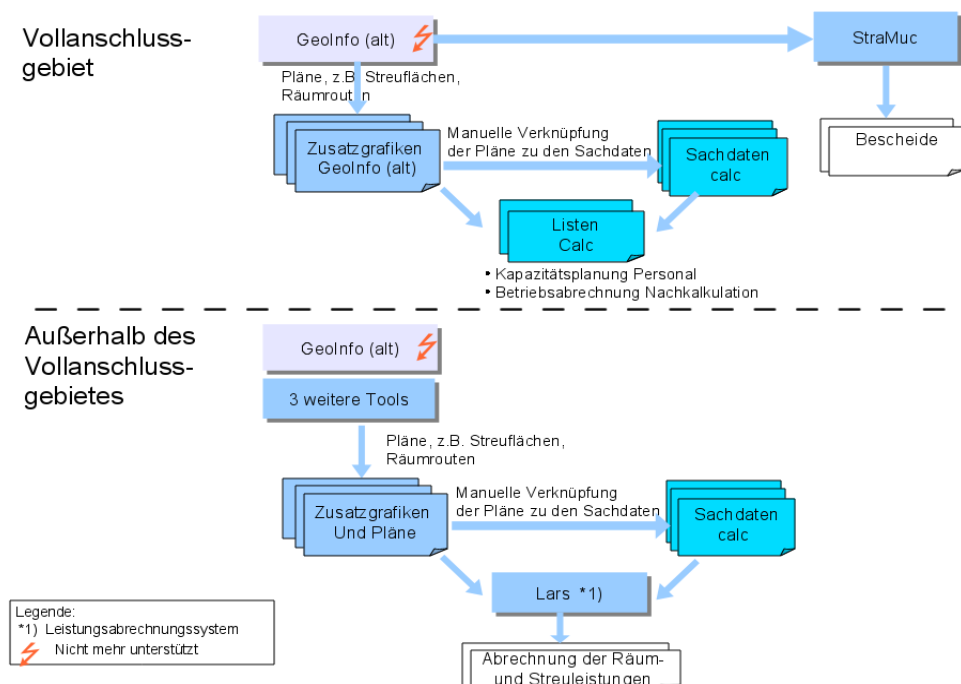 Vollanschluss-
gebiet
GeoInfo (alt)
StraMuc
Pläne, z.B. Streuflächen,
Räumrouten
Zusatzgrafiken
GeoInfo (alt)
Manuelle Verknüpfung
der Pläne zu den Sachdaten
Sachdaten
calc
Bescheide
Listen
Calc
• Kapazitätsplanung Personal
• Betriebsabrechnung Nachkalkulation
Außerhalb des
Vollanschluss-
gebietes
GeoInfo (alt)
3 weitere Tools
Pläne, z.B. Streuflächen,
Räumrouten
Zusatzgrafiken
Und Pläne
Manuelle Verknüpfung
der Pläne zu den Sachdaten
Sachdaten
calc
Lars *1)
Abrechnung der Räum-
und Streuleistungen
Legende:
*1) Leistungsabrechnungssystem
Nicht mehr unterstützt